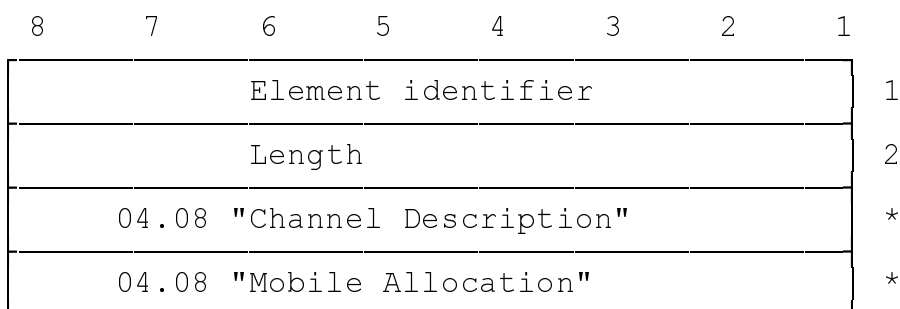 8 7 6 5 4 3 2 1
Element identifier 1
Length 2
04.08 "Channel Description" *
04.08 "Mobile Allocation" *